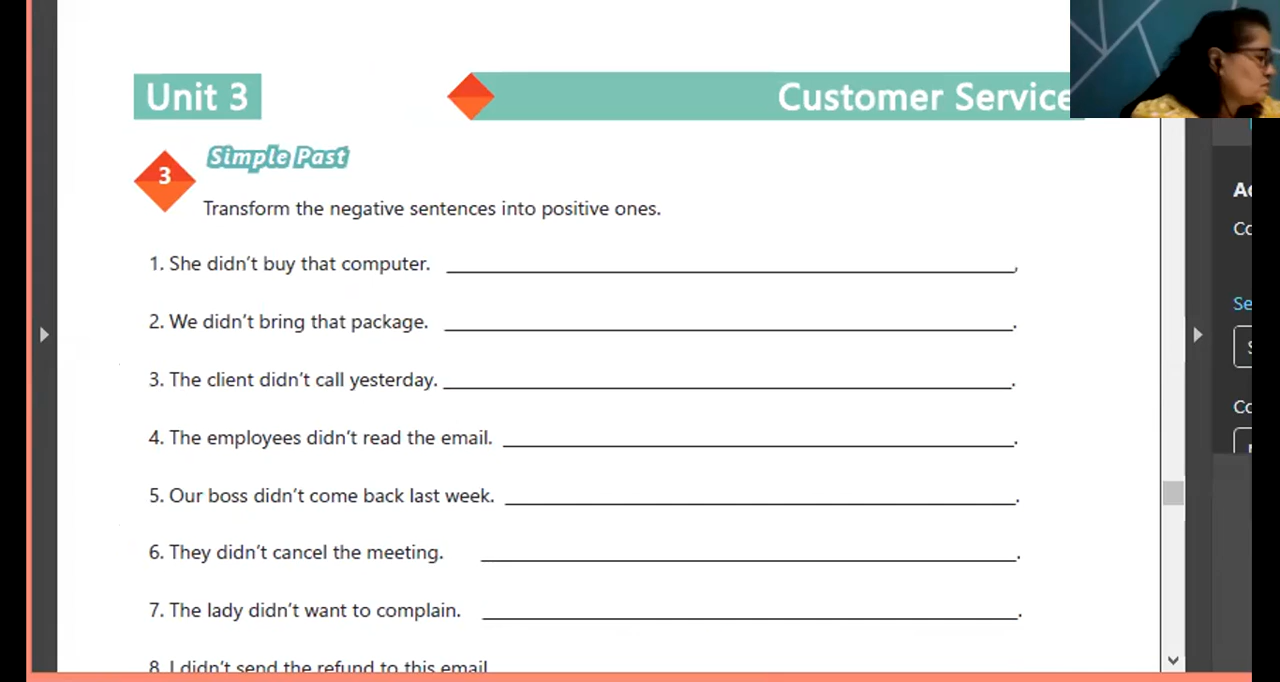 Unit 3
Customer Service
3
Simple Past
Transform the negative sentences into positive ones.
1. She didn't buy that computer. ,
2. We didn't bring that package. .
3. The client didn't call yesterday. .
4. The employees didn't read the email. .
5. Our boss didn't come back last week. .
6. They didn't cancel the meeting. .
7. The lady didn't want to complain. .
8. I didn't send the refund to this email